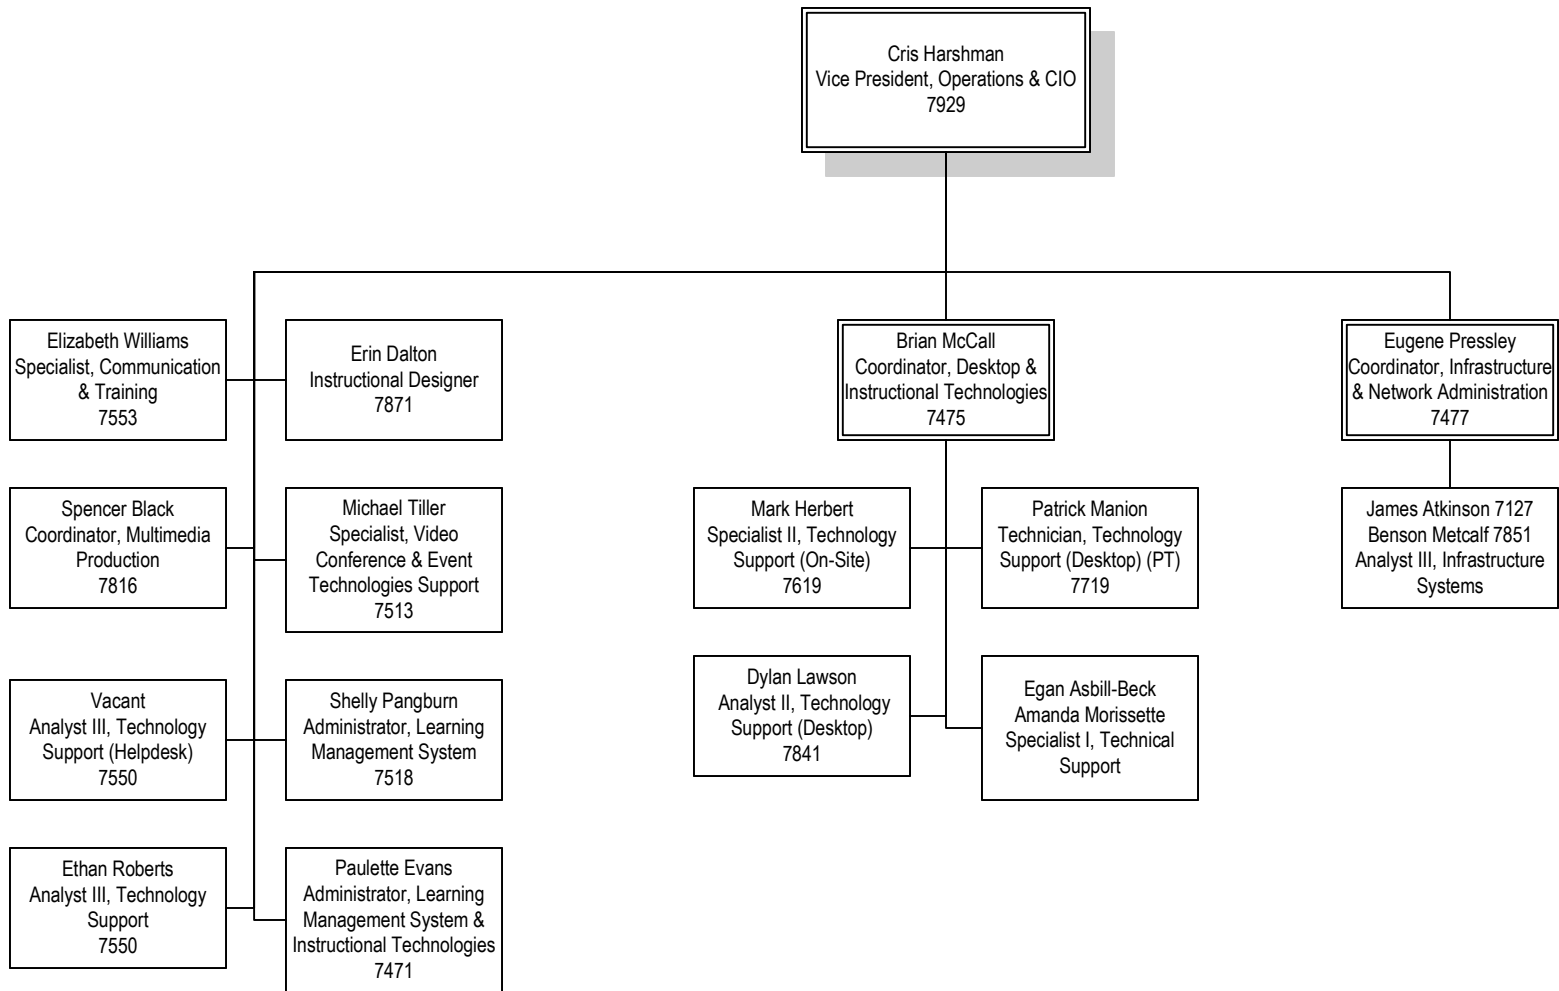 Cris Harshman
Vice President, Operations & CIO
7929
Elizabeth Williams
Specialist, Communication
& Training
7553
Erin Dalton
Instructional Designer
7871
Brian McCall
Coordinator, Desktop &
Instructional Technologies
7475
Eugene Pressley
Coordinator, Infrastructure
& Network Administration
7477
Spencer Black
Coordinator, Multimedia
Production
7816
Michael Tiller
Specialist, Video
Conference & Event
Technologies Support
7513
Mark Herbert
Specialist II, Technology
Support (On-Site)
7619
Patrick Manion
Technician, Technology
Support (Desktop) (PT)
7719
James Atkinson 7127
Benson Metcalf 7851
Analyst III, Infrastructure
Systems
Vacant
Analyst III, Technology
Support (Helpdesk)
7550
Shelly Pangburn
Administrator, Learning
Management System
7518
Dylan Lawson
Analyst II, Technology
Support (Desktop)
7841
Egan Asbill-Beck
Amanda Morissette
Specialist I, Technical
Support
Ethan Roberts
Analyst III, Technology
Support
7550
Paulette Evans
Administrator, Learning
Management System &
Instructional Technologies
7471